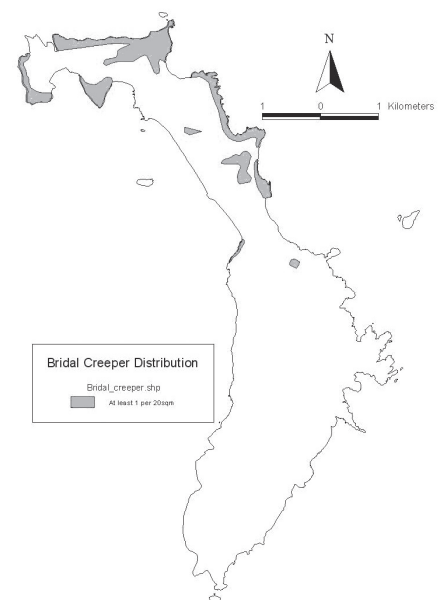 N
1 0 1 Kilometers
Bridal Creeper Distribution
Bridal_creeper.shp
At least 1 per 20sqm